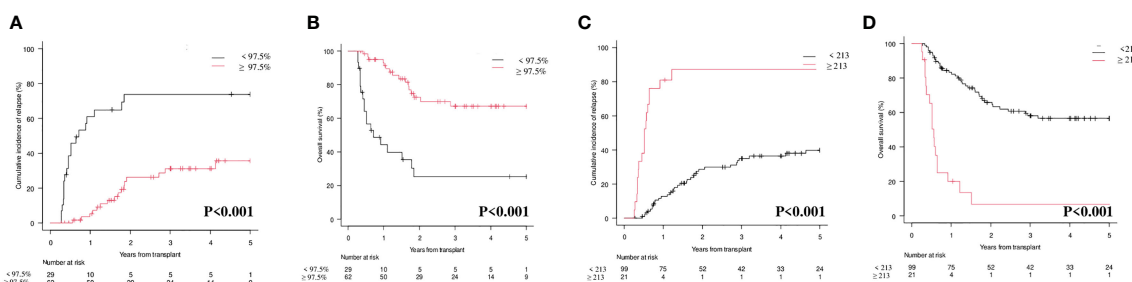 A
B
C
D
< 97.5%
≥ 97.5%
Cumulative incidence of relapse (%)
100
80
60
40
20
0
P<0.001
0 1 2 3 4 5
Years from transplant
Number at risk
< 97.5% 29 10 5 5 5 1
< 97.5%
≥ 97.5%
Overall survival (%)
100
80
60
40
20
0
P<0.001
0 1 2 3 4 5
Years from transplant
Number at risk
< 97.5% 29 10 5 5 5 1
≥ 97.5% 62 50 29 24 14 9
< 213
≥ 213
Cumulative incidence of relapse (%)
100
80
60
40
20
0
P<0.001
0 1 2 3 4 5
Years from transplant
Number at risk
< 213 99 75 52 42 33 24
≥ 213 21 4 1 1 1 1
< 21
≥ 21
Overall survival (%)
100
80
60
40
20
0
P<0.001
0 1 2 3 4 5
Years from transplant
Number at risk
< 213 99 75 52 42 33 24
≥ 213 21 4 1 1 1 1